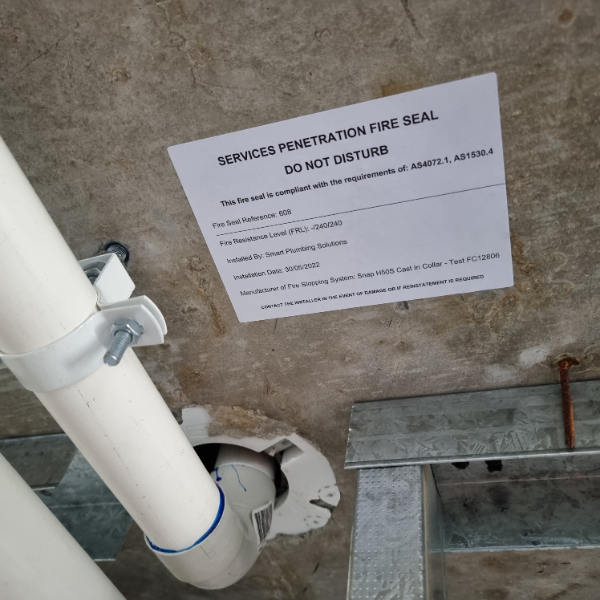 SERVICES PENETRATION FIRE SEAL
DO NOT DISTURB
This fire seal is compliant with the requirements of: AS4072.1, AS1530.4
Fire Seal Reference: 608
Fire Resistance Level (FRL): -/240/240
Installed By: Smart Plumbing Solutions
Installation Date: 30/05/2022
Manufacturer of Fire Stopping System: Snap H50S Cast in Collar - Test FC12806
CONTACT THE INSTALLER IN THE EVENT OF DAMAGE OR IF REINSTATEMENT IS REQUIRED